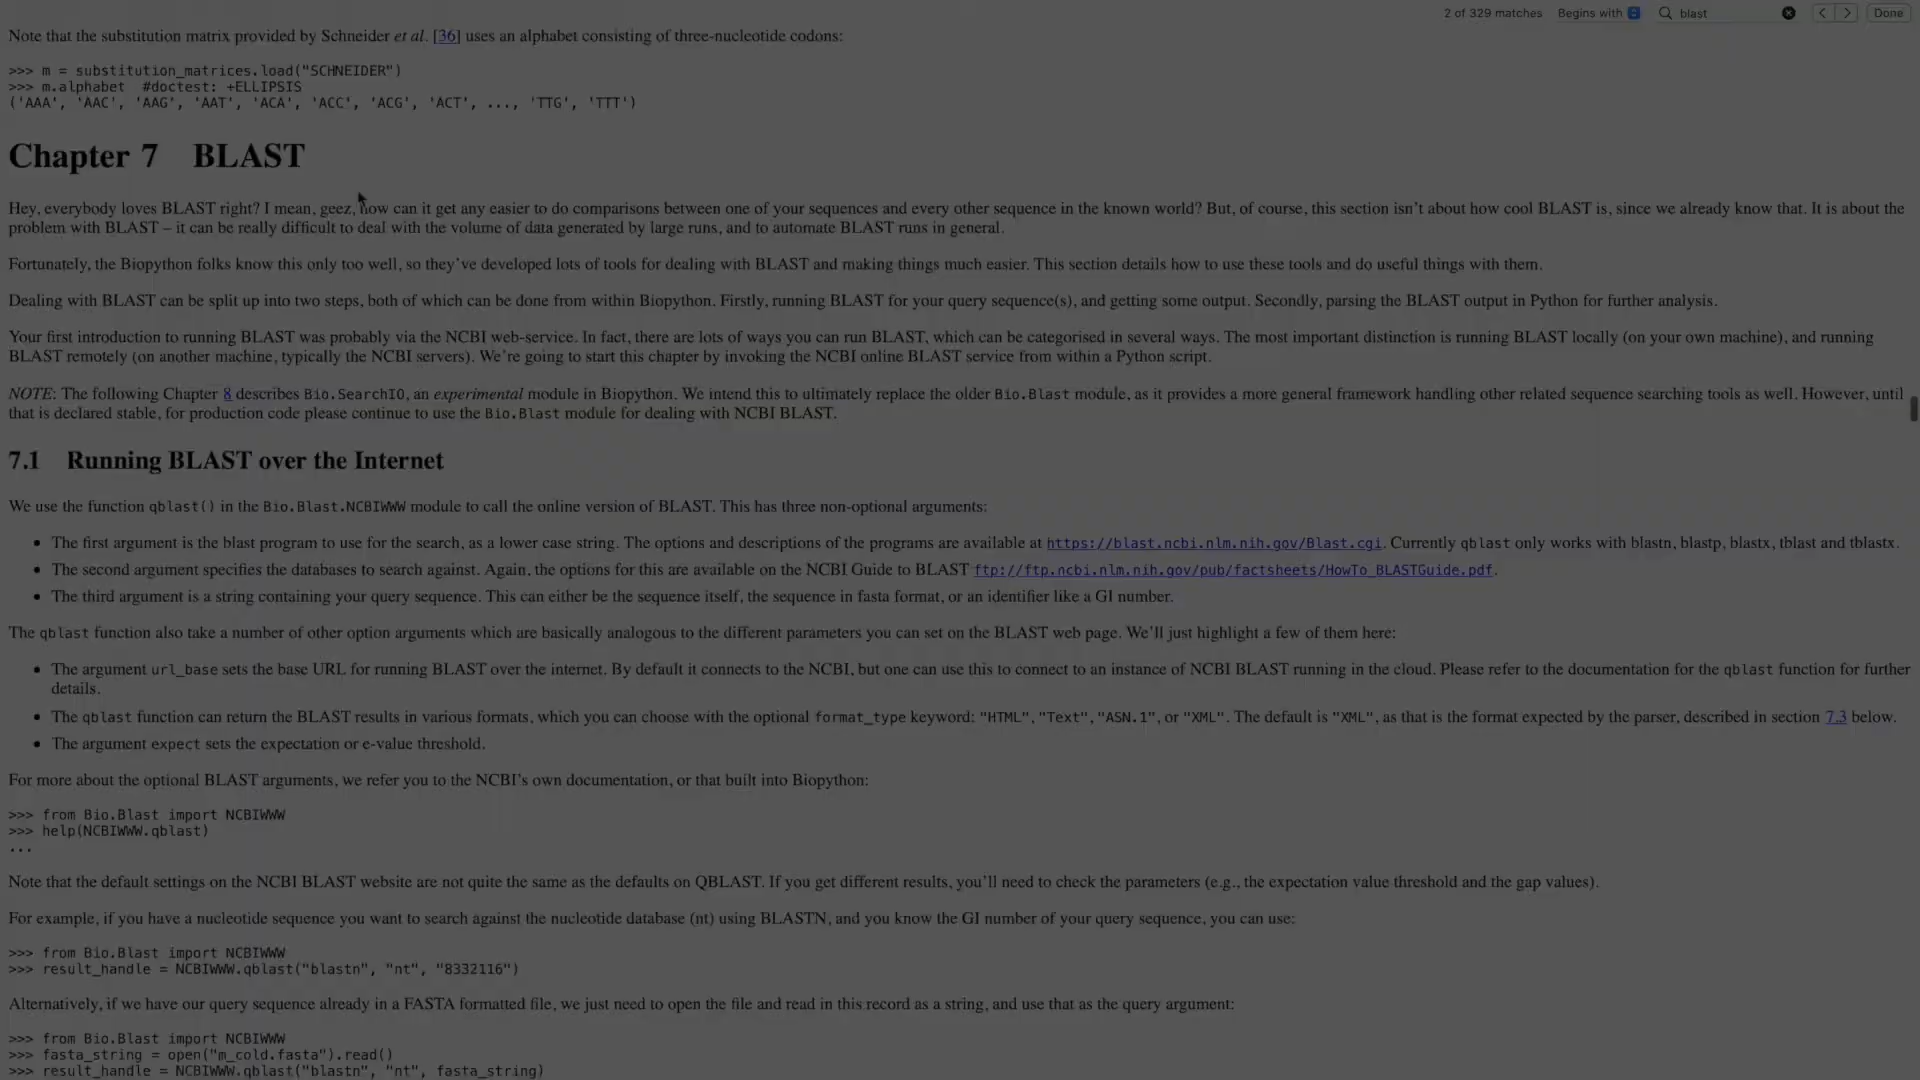 2 of 329 matches Begins with blast Done
Note that the substitution matrix provided by Schneider et al. [36] uses an alphabet consisting of three-nucleotide codons:
>>> m = substitution_matrices.load("SCHNEIDER")
>>> m.alphabet  #doctest: +ELLIPSIS
('AAA', 'AAC', 'AAG', 'AAT', 'ACA', 'ACC', 'ACG', 'ACT', ..., 'TTG', 'TTT')
Chapter 7 BLAST
Hey, everybody loves BLAST right? I mean, geez, how can it get any easier to do comparisons between one of your sequences and every other sequence in the known world? But, of course, this section isn't about how cool BLAST is, since we already know that. It is about the
problem with BLAST – it can be really difficult to deal with the volume of data generated by large runs, and to automate BLAST runs in general.
Fortunately, the Biopython folks know this only too well, so they've developed lots of tools for dealing with BLAST and making things much easier. This section details how to use these tools and do useful things with them.
Dealing with BLAST can be split up into two steps, both of which can be done from within Biopython. Firstly, running BLAST for your query sequence(s), and getting some output. Secondly, parsing the BLAST output in Python for further analysis.
Your first introduction to running BLAST was probably via the NCBI web-service. In fact, there are lots of ways you can run BLAST, which can be categorised in several ways. The most important distinction is running BLAST locally (on your own machine), and running
BLAST remotely (on another machine, typically the NCBI servers). We're going to start this chapter by invoking the NCBI online BLAST service from within a Python script.
NOTE: The following Chapter 8 describes Bio.SearchIO, an experimental module in Biopython. We intend this to ultimately replace the older Bio.Blast module, as it provides a more general framework handling other related sequence searching tools as well. However, until
that is declared stable, for production code please continue to use the Bio.Blast module for dealing with NCBI BLAST.
7.1 Running BLAST over the Internet
We use the function qblast() in the Bio.Blast.NCBIWWW module to call the online version of BLAST. This has three non-optional arguments:
• The first argument is the blast program to use for the search, as a lower case string. The options and descriptions of the programs are available at https://blast.ncbi.nlm.nih.gov/Blast.cgi. Currently qblast only works with blastn, blastp, blastx, tblast and tblastx.
• The second argument specifies the databases to search against. Again, the options for this are available on the NCBI Guide to BLAST ftp://ftp.ncbi.nlm.nih.gov/pub/factsheets/HowTo_BLASTGuide.pdf.
• The third argument is a string containing your query sequence. This can either be the sequence itself, the sequence in fasta format, or an identifier like a GI number.
The qblast function also take a number of other option arguments which are basically analogous to the different parameters you can set on the BLAST web page. We'll just highlight a few of them here:
• The argument url_base sets the base URL for running BLAST over the internet. By default it connects to the NCBI, but one can use this to connect to an instance of NCBI BLAST running in the cloud. Please refer to the documentation for the qblast function for further
details.
• The qblast function can return the BLAST results in various formats, which you can choose with the optional format_type keyword: "HTML", "Text", "ASN.1", or "XML". The default is "XML", as that is the format expected by the parser, described in section 7.3 below.
• The argument expect sets the expectation or e-value threshold.
For more about the optional BLAST arguments, we refer you to the NCBI's own documentation, or that built into Biopython:
>>> from Bio.Blast import NCBIWWW
>>> help(NCBIWWW.qblast)
...
Note that the default settings on the NCBI BLAST website are not quite the same as the defaults on QBLAST. If you get different results, you'll need to check the parameters (e.g., the expectation value threshold and the gap values).
For example, if you have a nucleotide sequence you want to search against the nucleotide database (nt) using BLASTN, and you know the GI number of your query sequence, you can use:
>>> from Bio.Blast import NCBIWWW
>>> result_handle = NCBIWWW.qblast("blastn", "nt", "8332116")
Alternatively, if we have our query sequence already in a FASTA formatted file, we just need to open the file and read in this record as a string, and use that as the query argument:
>>> from Bio.Blast import NCBIWWW
>>> fasta_string = open("m_cold.fasta").read()
>>> result_handle = NCBIWWW.qblast("blastn", "nt", fasta_string)